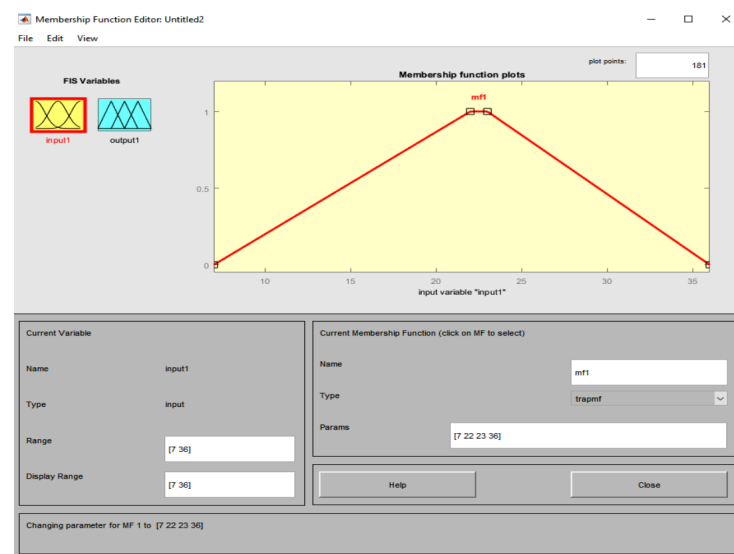 Membership Function Editor: Untitled2
File Edit View
FIS Variables
input1
output1
plot points:
181
Membership function plots
mf1
1
0.5
0
10 15 20 25 30 35
input variable "input1"
Current Variable
Name input1
Type input
Range [7 36]
Display Range [7 36]
Current Membership Function (click on MF to select)
Name mf1
Type trapmf
Params [7 22 23 36]
Help Close
Changing parameter for MF 1 to [7 22 23 36]